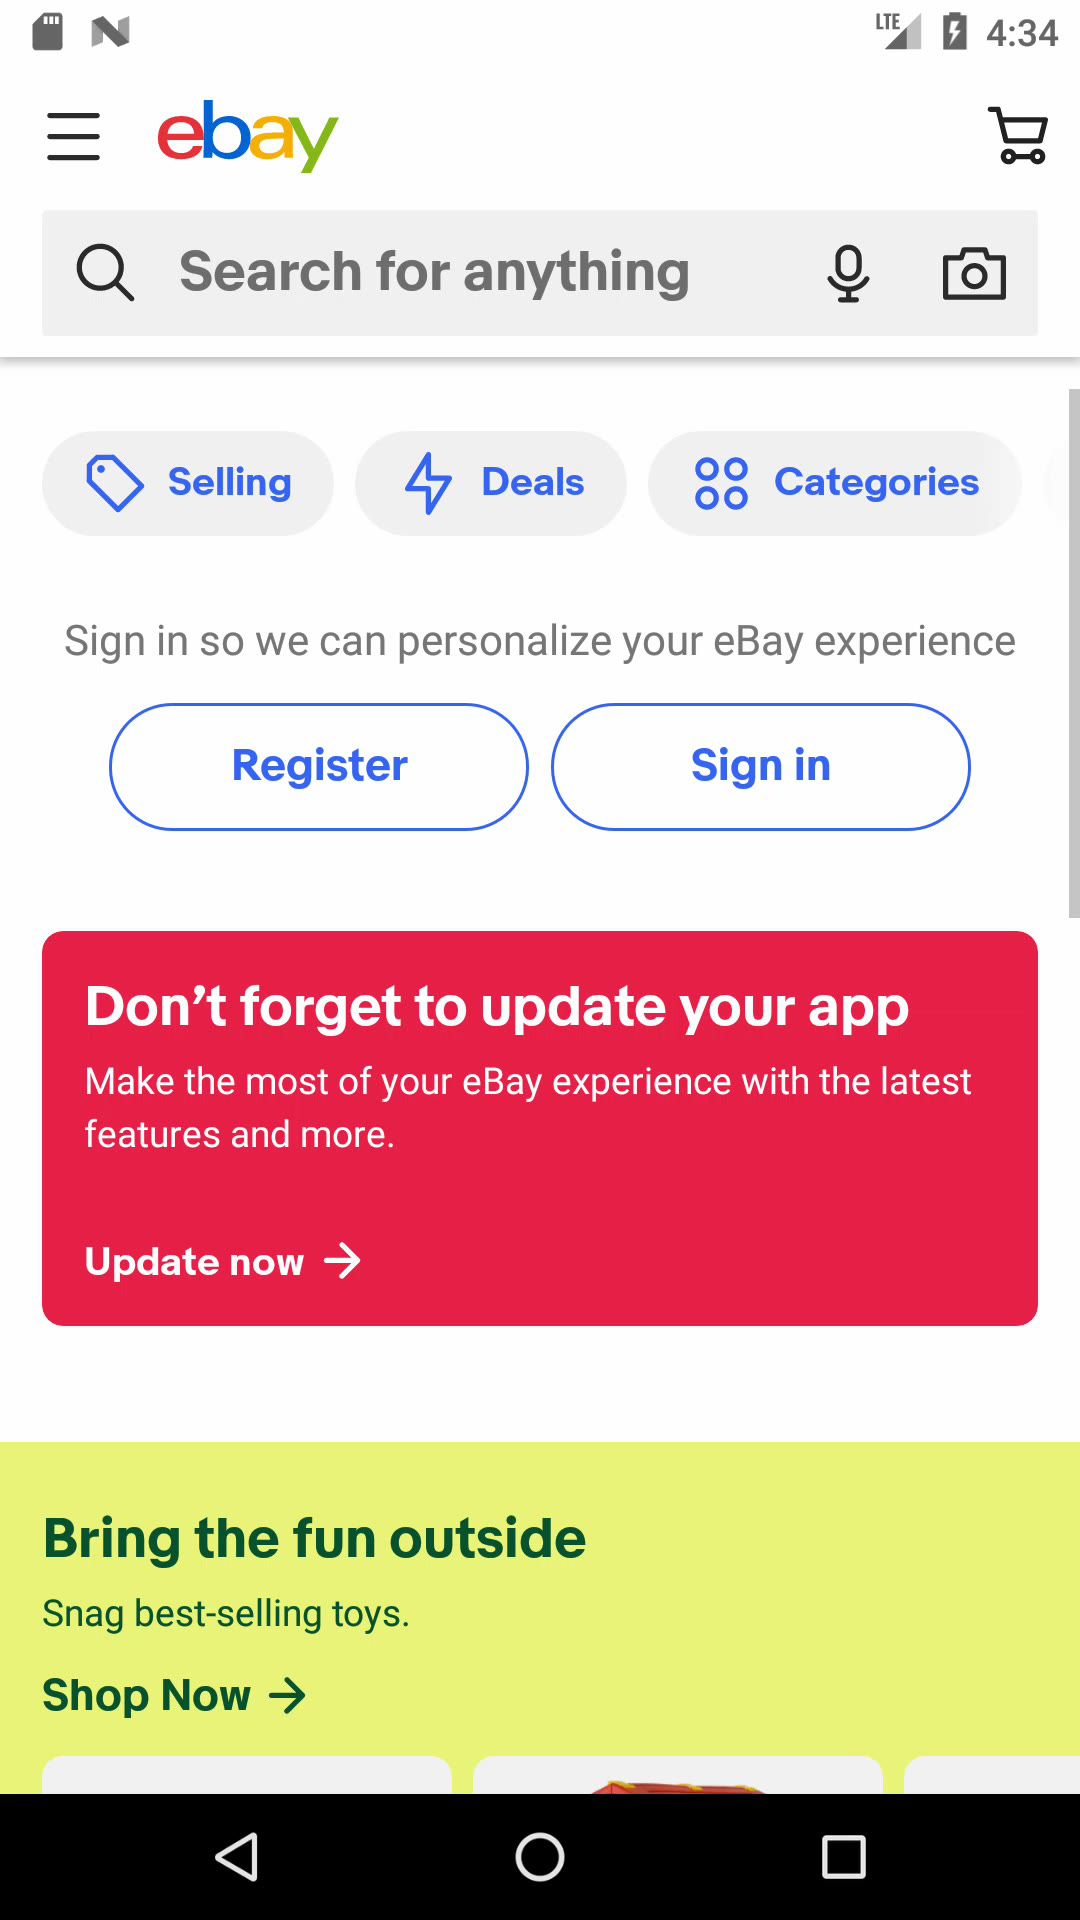 LTE 4:34
ebay
Search for anything
Selling Deals Categories
Sign in so we can personalize your eBay experience
Register Sign in
Don’t forget to update your app
Make the most of your eBay experience with the latest
features and more.
Update now
Bring the fun outside
Snag best-selling toys.
Shop Now